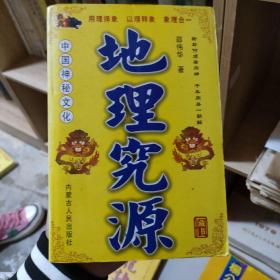 用理择象 以理释象 象理合一
邵伟华 著
中国神秘文化
地理究源
内蒙古人民出版社